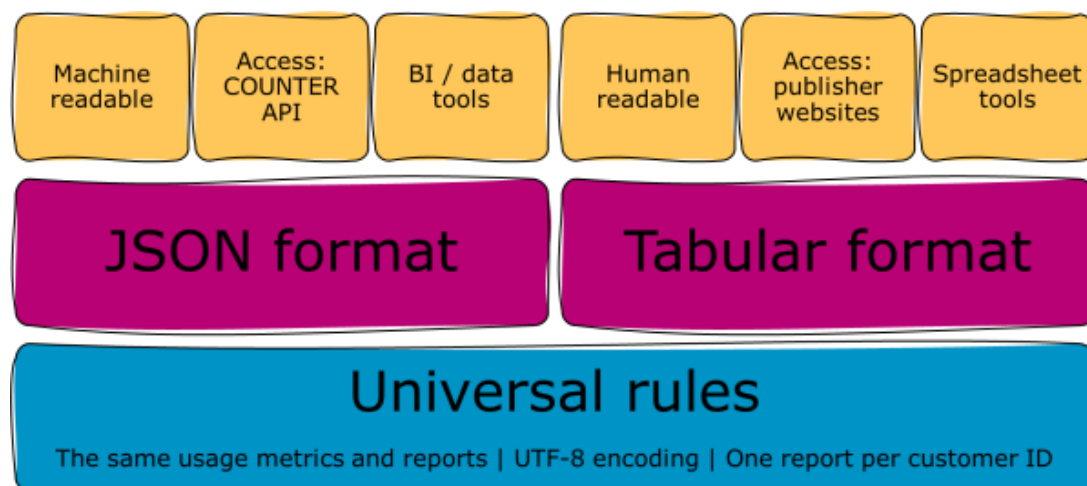 Machine
readable
Access:
COUNTER
API
BI / data
tools
Human
readable
Access:
publisher
websites
Spreadsheet
tools
JSON format
Tabular format
Universal rules
The same usage metrics and reports | UTF-8 encoding | One report per customer ID